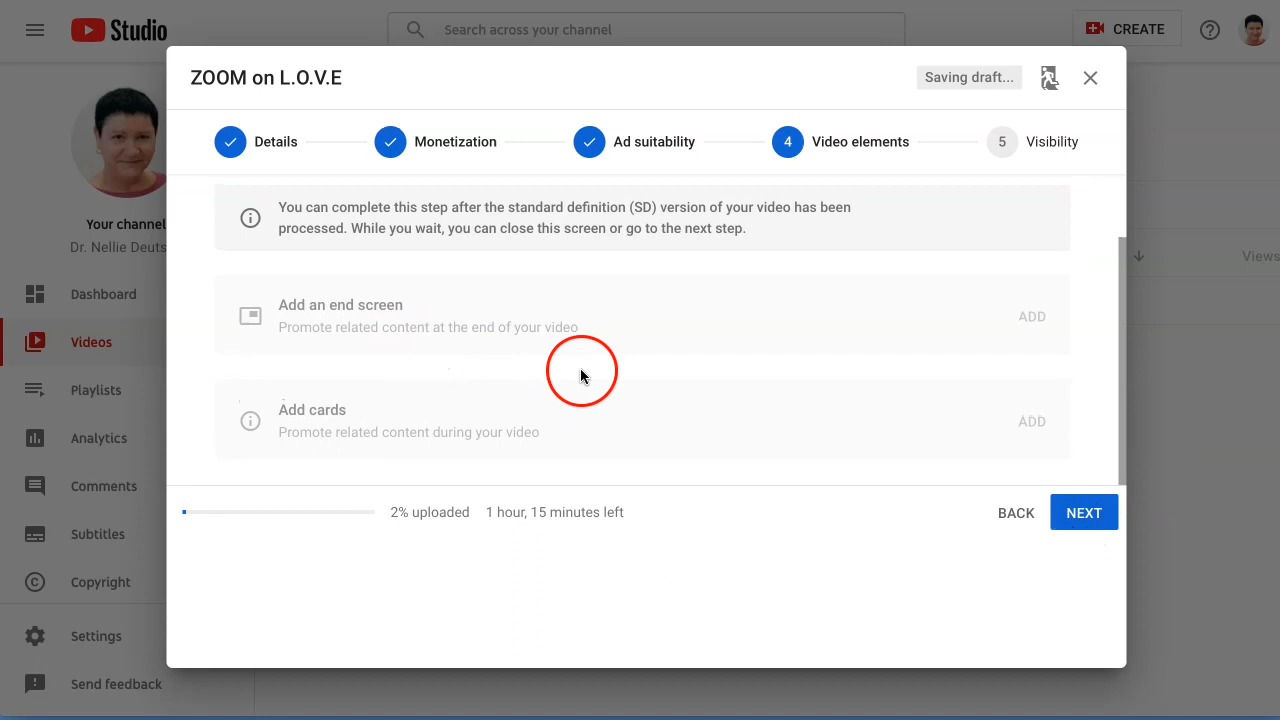 Studio
Search across your channel
CREATE
ZOOM on L.O.V.E
Saving draft...
Details
Monetization
Ad suitability
4 Video elements
5 Visibility
Your channel
Dr. Nellie Deuts
Dashboard
Videos
Playlists
Analytics
Comments
Subtitles
Copyright
Settings
Send feedback
Views
You can complete this step after the standard definition (SD) version of your video has been
processed. While you wait, you can close this screen or go to the next step.
Add an end screen
Promote related content at the end of your video
ADD
Add cards
Promote related content during your video
ADD
2% uploaded 1 hour, 15 minutes left
BACK
NEXT